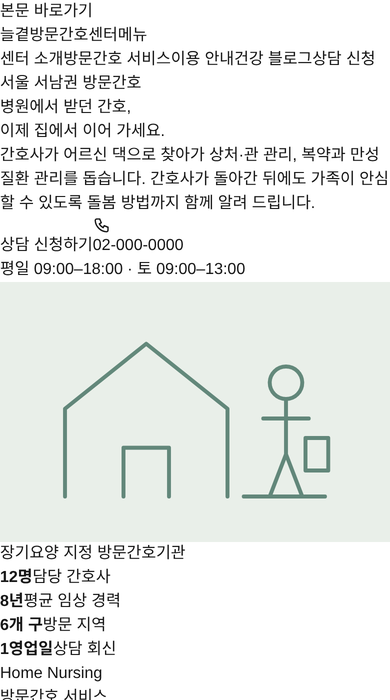 본문 바로가기
늘곁방문간호센터메뉴
센터 소개방문간호 서비스이용 안내건강 블로그상담 신청
서울 서남권 방문간호
병원에서 받던 간호,
이제 집에서 이어 가세요.
간호사가 어르신 댁으로 찾아가 상처·관 관리, 복약과 만성
질환 관리를 돕습니다. 간호사가 돌아간 뒤에도 가족이 안심
할 수 있도록 돌봄 방법까지 함께 알려 드립니다.
상담 신청하기02-000-0000
평일 09:00–18:00 · 토 09:00–13:00
장기요양 지정 방문간호기관
12명담당 간호사
8년평균 임상 경력
6개 구방문 지역
1영업일상담 회신
Home Nursing
방문간호 서비스